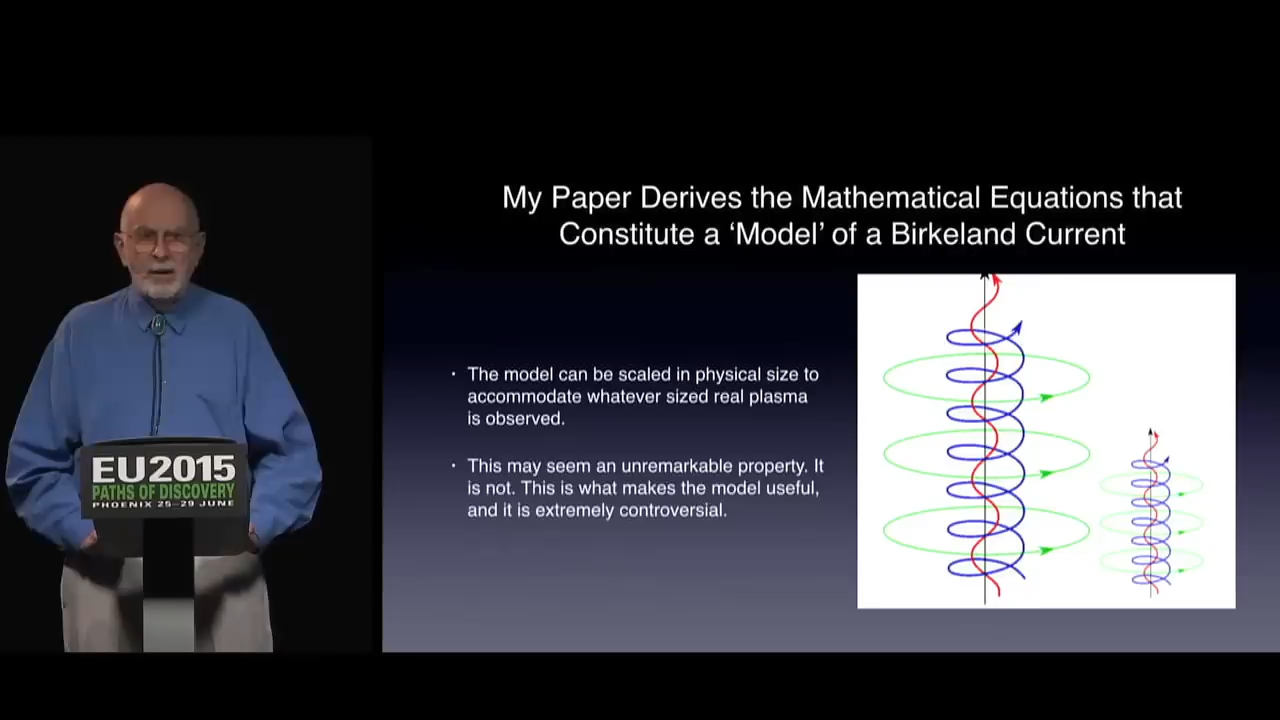 My Paper Derives the Mathematical Equations that
Constitute a ‘Model’ of a Birkeland Current
· The model can be scaled in physical size to
accommodate whatever sized real plasma
is observed.
· This may seem an unremarkable property. It
is not. This is what makes the model useful,
and it is extremely controversial.
EU2015
PATHS OF DISCOVERY
PHOENIX 25–29 JUNE